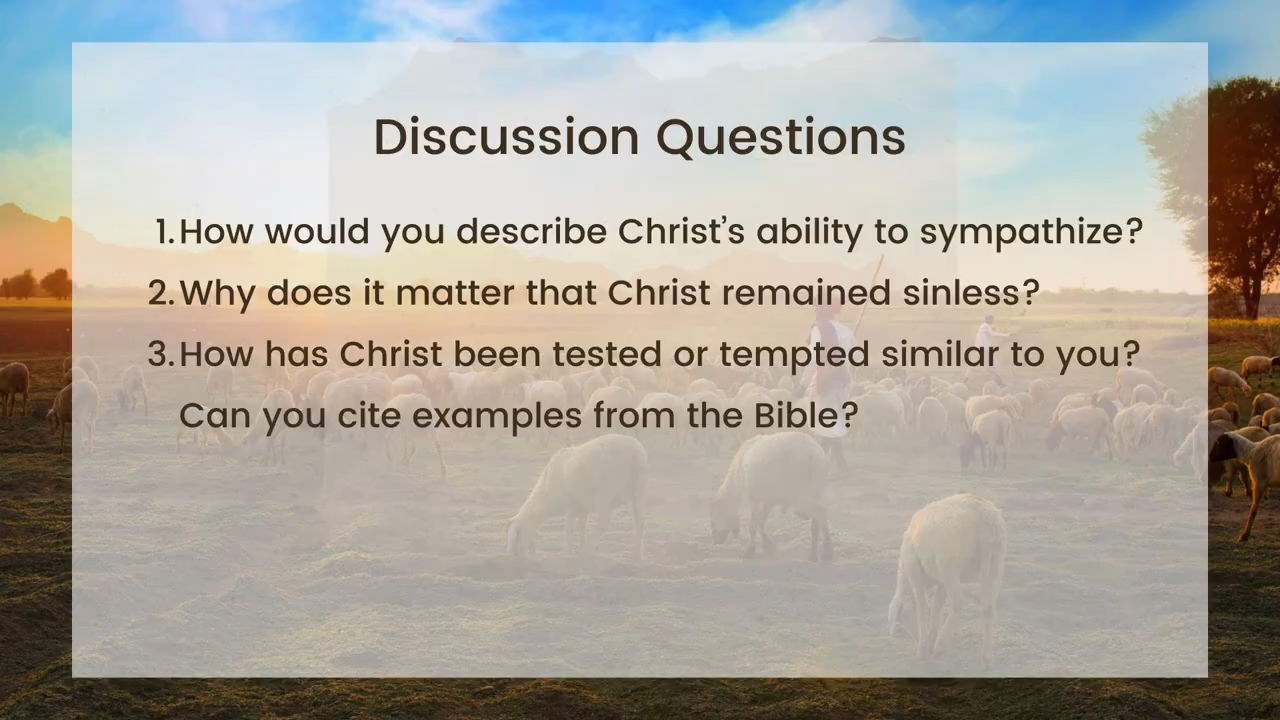 Discussion Questions
1. How would you describe Christ's ability to sympathize?
2. Why does it matter that Christ remained sinless?
3. How has Christ been tested or tempted similar to you?
Can you cite examples from the Bible?